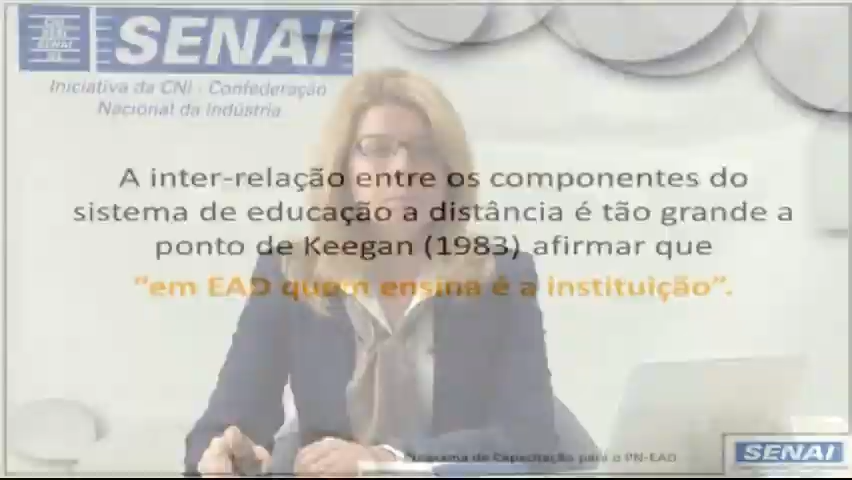 SENAI
Iniciativa da CNI - Confederação
Nacional da Indústria
A inter-relação entre os componentes do
sistema de educação a distância é tão grande a
ponto de Keegan (1983) afirmar que
"em EAD quem ensina é a instituição".
Programa de Capacitação para o PN-EAD
SENAI